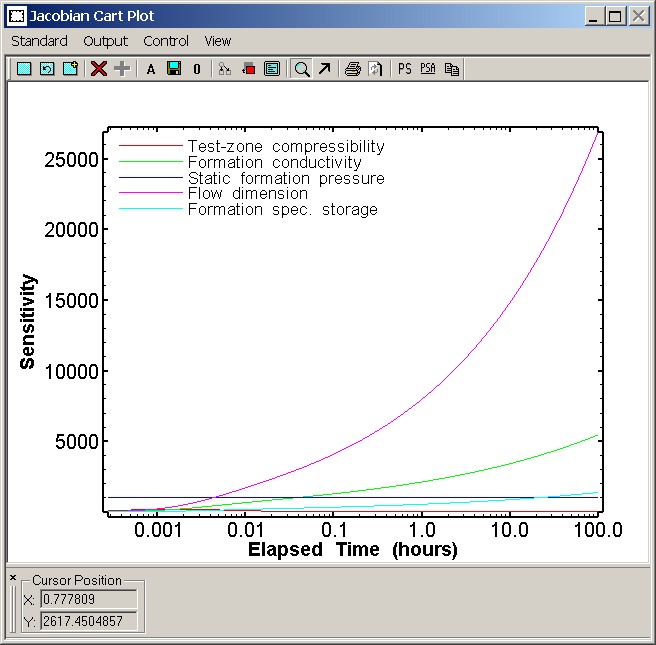 Jacobian Cart Plot
Standard Output Control View
A 0 PS PSA
Test-zone compressibility
Formation conductivity
Static formation pressure
Flow dimension
Formation spec. storage
25000
20000
15000
10000
5000
Sensitivity
0.001 0.01 0.1 1.0 10.0 100.0
Elapsed Time (hours)
Cursor Position
X: 0.777809
Y: 2617.4504857